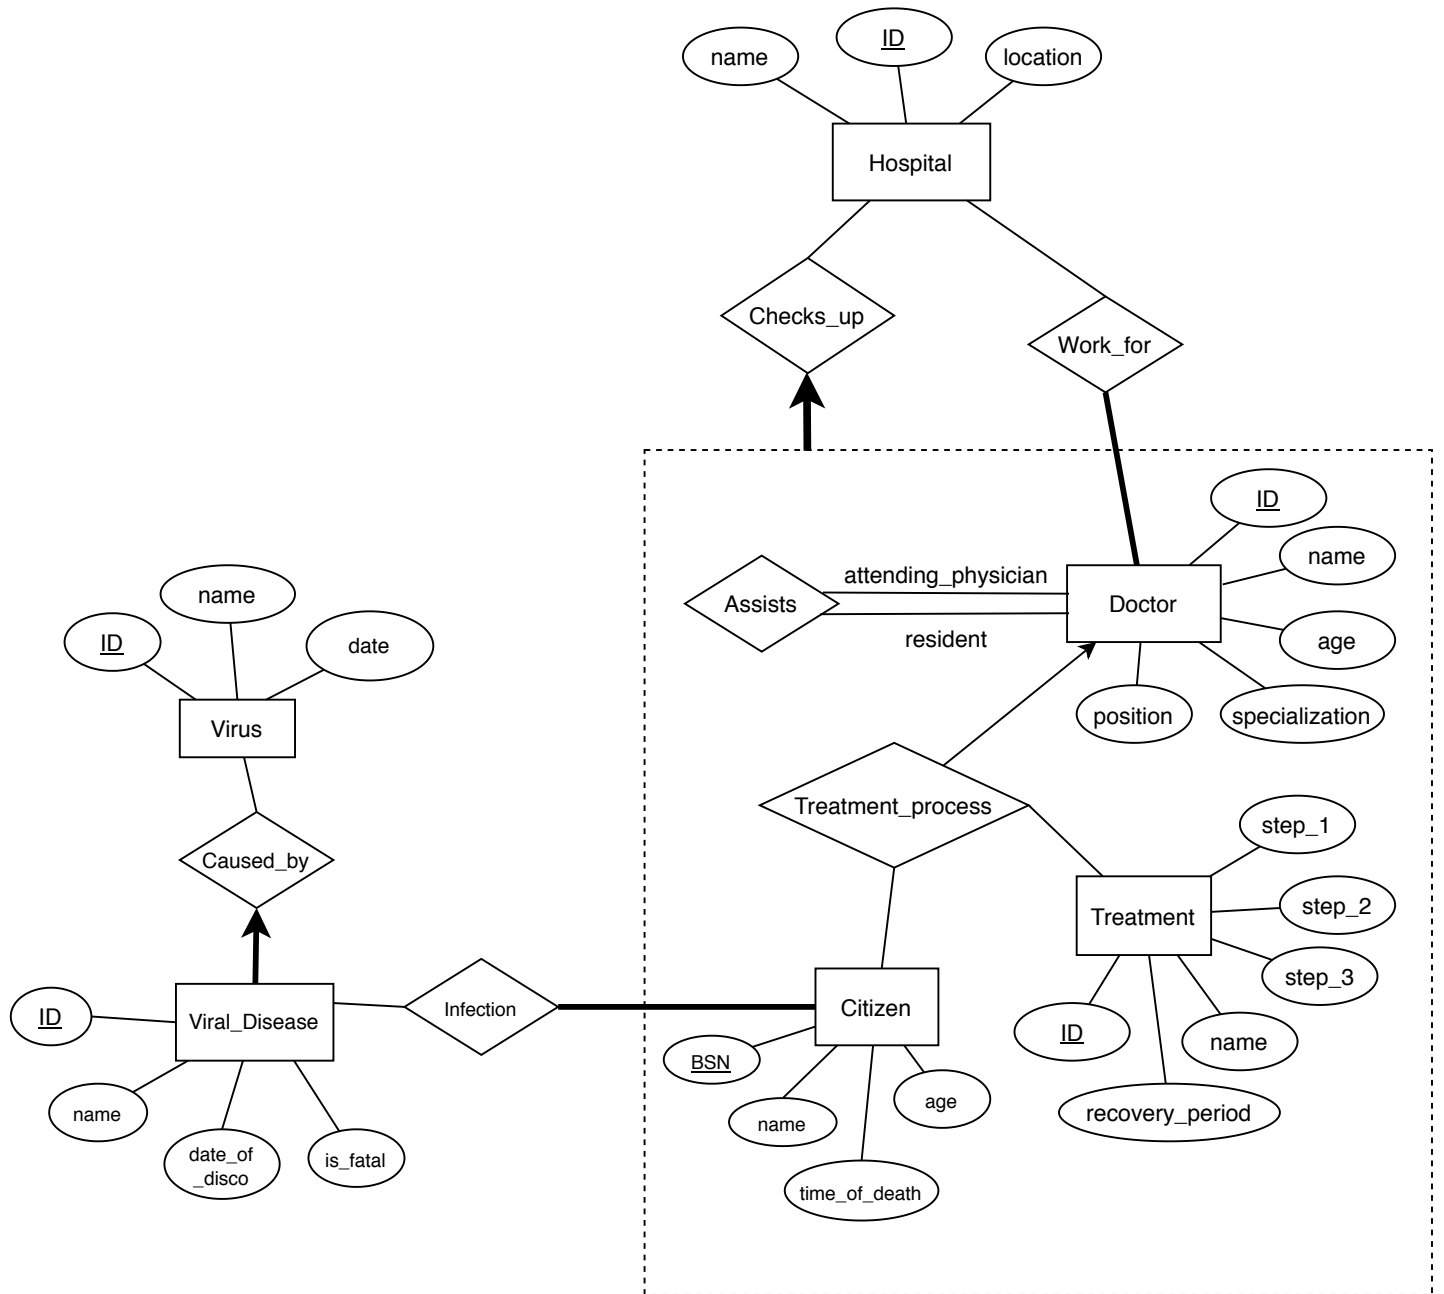 ID
name
location
Hospital
Checks_up
Work_for
ID
name
attending_physician
Assists
Doctor
resident
age
position
specialization
name
ID
date
Virus
Treatment_process
step_1
Caused_by
step_2
Treatment
step_3
Infection
Citizen
ID
Viral_Disease
ID
name
BSN
name
age
recovery_period
name
date_of
_disco
is_fatal
time_of_death